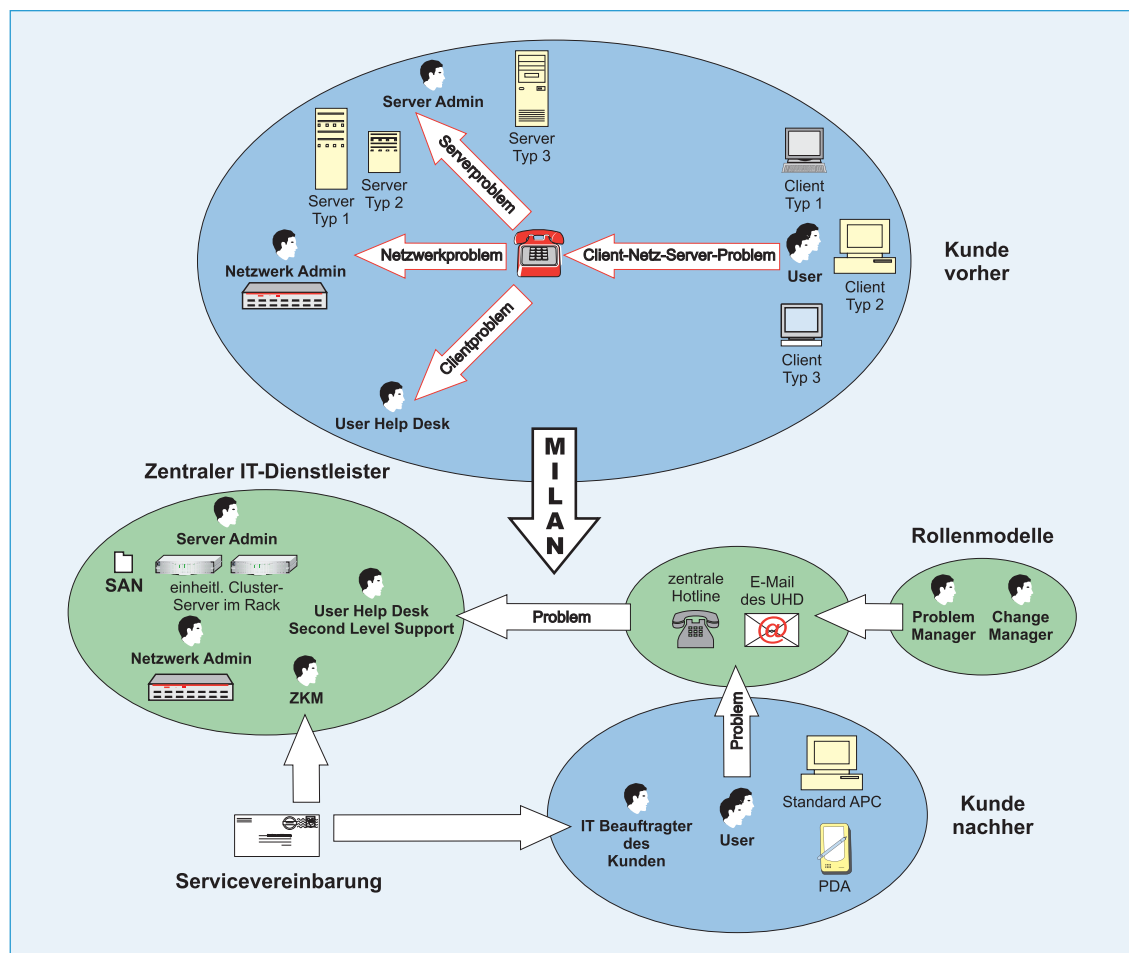 Server Admin
Server
Typ 3
Server
Typ 1
Server
Typ 2
Serverproblem
Client
Typ 1
Netzwerk Admin
Netzwerkproblem
Client-Netz-Server-Problem
User
Client
Typ 2
Kunde
vorher
Clientproblem
Client
Typ 3
User Help Desk
MILAN
Zentraler IT-Dienstleister
Server Admin
SAN
einheitl. Cluster-
Server im Rack
User Help Desk
Second Level Support
Netzwerk Admin
ZKM
Problem
zentrale
Hotline
E-Mail
des UHD
@
Rollenmodelle
Problem
Manager
Change
Manager
Problem
Standard APC
IT Beauftragter
des
Kunden
User
PDA
Kunde
nachher
Servicevereinbarung